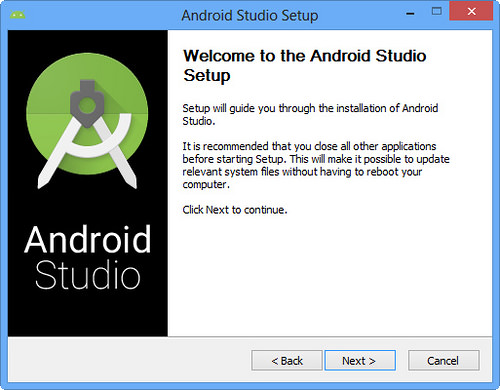 Android Studio Setup
Welcome to the Android Studio
Setup
Setup will guide you through the installation of Android
Studio.
It is recommended that you close all other applications
before starting Setup. This will make it possible to update
relevant system files without having to reboot your
computer.
Click Next to continue.
Android
Studio
< Back
Next >
Cancel